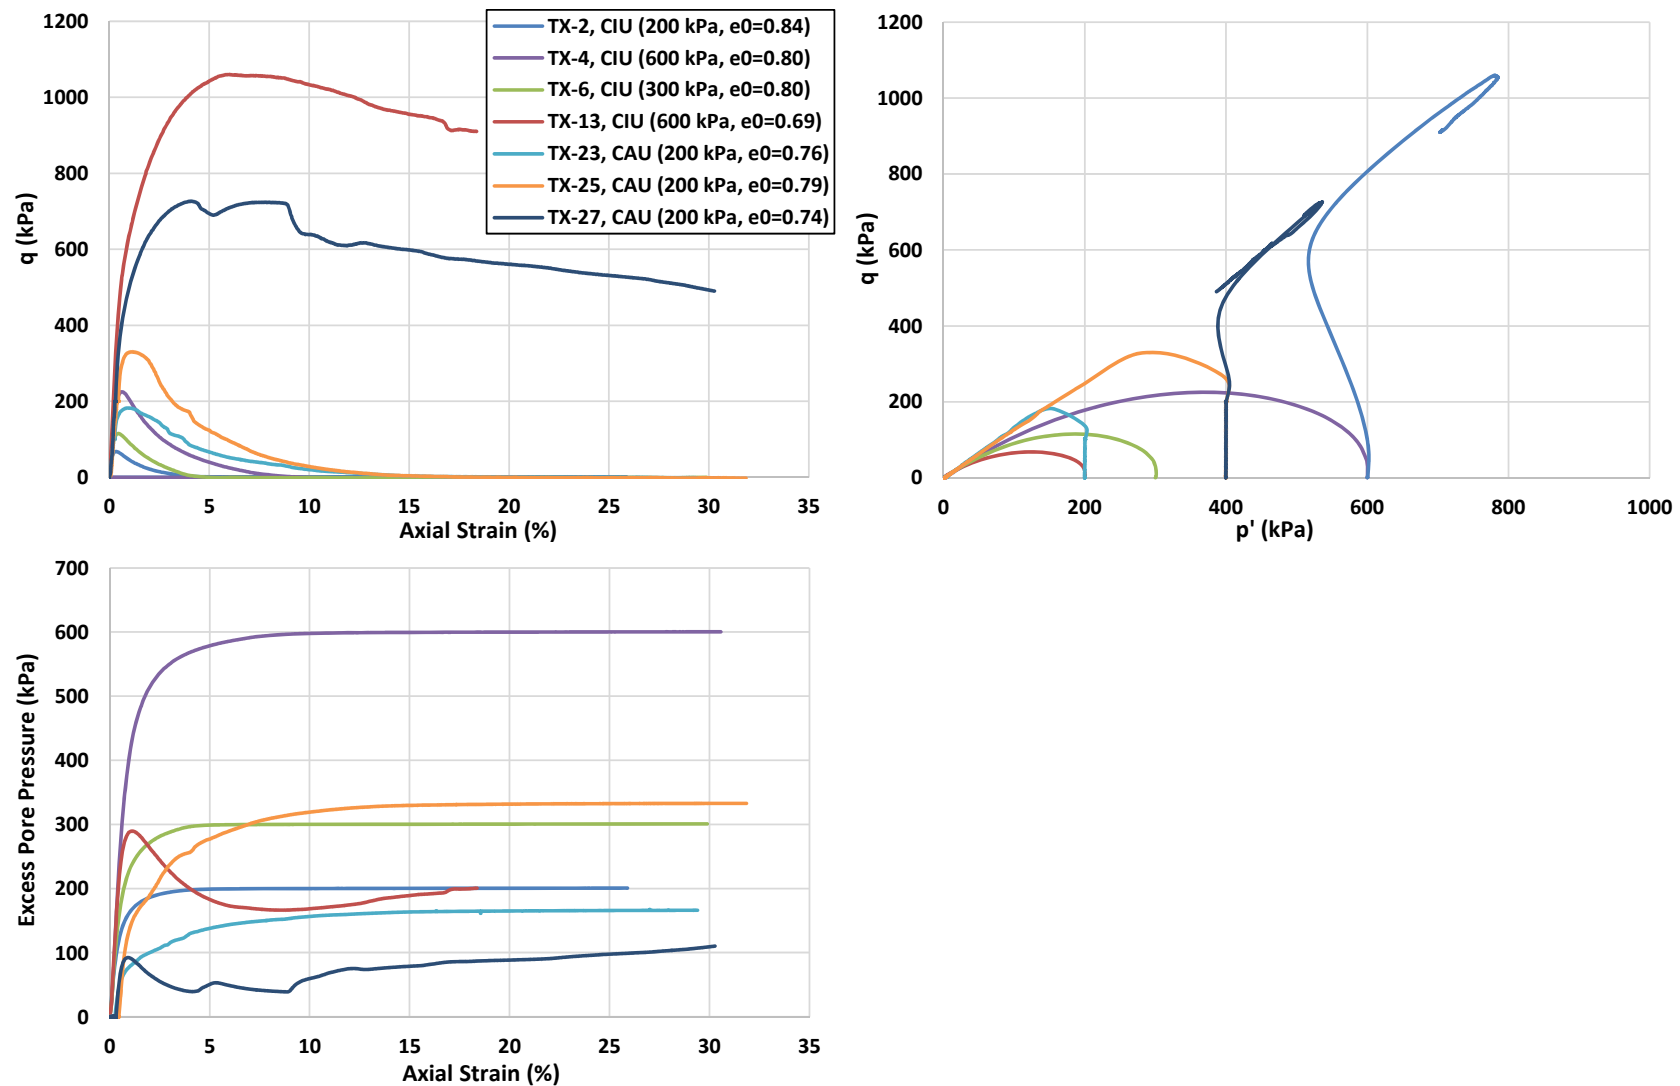 1200
1000
800
600
400
200
0
q (kPa)
0 5 10 15 20 25 30 35
Axial Strain (%)
TX-2, CIU (200 kPa, e0=0.84)
TX-4, CIU (600 kPa, e0=0.80)
TX-6, CIU (300 kPa, e0=0.80)
TX-13, CIU (600 kPa, e0=0.69)
TX-23, CAU (200 kPa, e0=0.76)
TX-25, CAU (200 kPa, e0=0.79)
TX-27, CAU (200 kPa, e0=0.74)
1200
1000
800
600
400
200
0
q (kPa)
0 200 400 600 800 1000
p' (kPa)
700
600
500
400
300
200
100
0
Excess Pore Pressure (kPa)
0 5 10 15 20 25 30 35
Axial Strain (%)